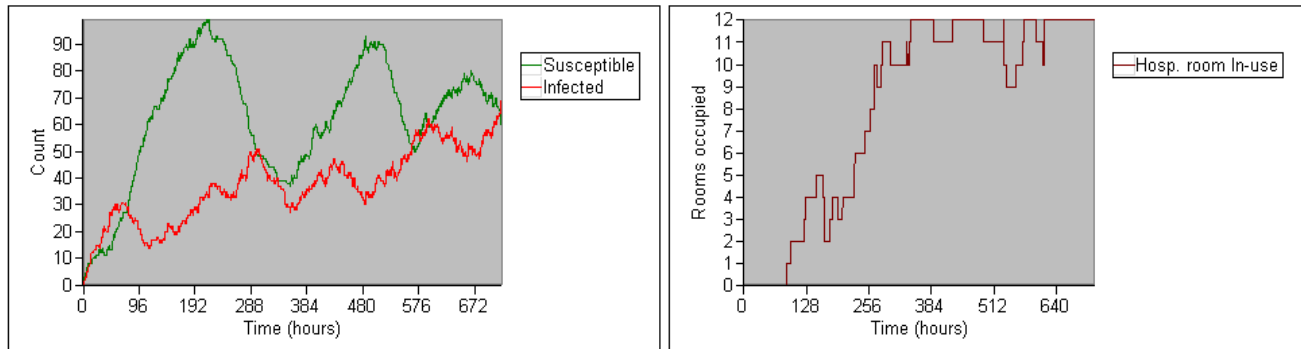 90
80
70
60
50
40
30
20
10
0
Count
0 96 192 288 384 480 576 672
Time (hours)
Susceptible
Infected
12
11
10
9
8
7
6
5
4
3
2
1
0
Rooms occupied
0 128 256 384 512 640
Time (hours)
Hosp. room In-use